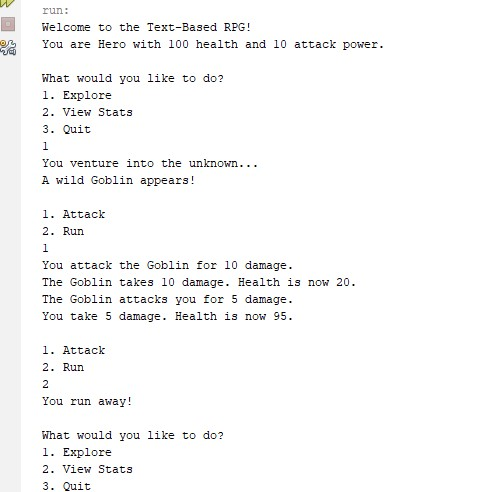 run:
Welcome to the Text-Based RPG!
You are Hero with 100 health and 10 attack power.
What would you like to do?
1. Explore
2. View Stats
3. Quit
1
You venture into the unknown...
A wild Goblin appears!
1. Attack
2. Run
1
You attack the Goblin for 10 damage.
The Goblin takes 10 damage. Health is now 20.
The Goblin attacks you for 5 damage.
You take 5 damage. Health is now 95.
1. Attack
2. Run
2
You run away!
What would you like to do?
1. Explore
2. View Stats
3. Quit